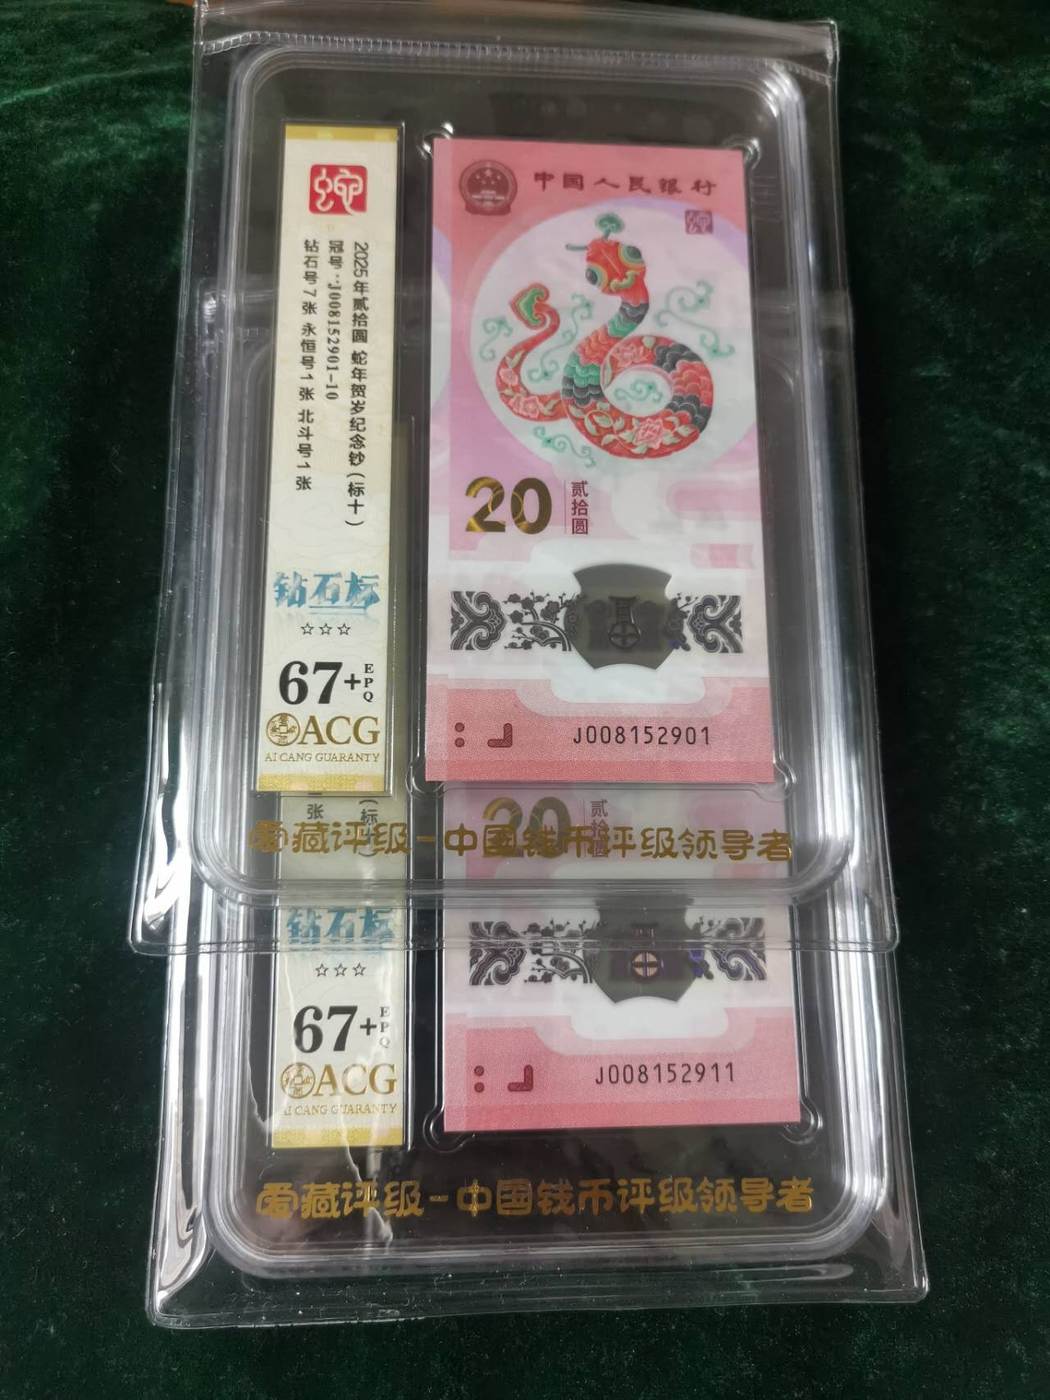 蛇
2025年贰拾圆 蛇年贺岁纪念钞(标十)
冠号:J008152901-10
钻石号7张 永恒号1张 北斗号1张
钻石标
☆☆☆
67+EPQ
ACG
AI CANG GUARANTY
中国人民银行
20
贰拾圆
J008152901
爱藏评级-中国钱币评级领导者
张
(标十)
20
贰拾圆
钻石标
☆☆☆
67+EPQ
ACG
AI CANG GUARANTY
J008152911
爱藏评级-中国钱币评级领导者